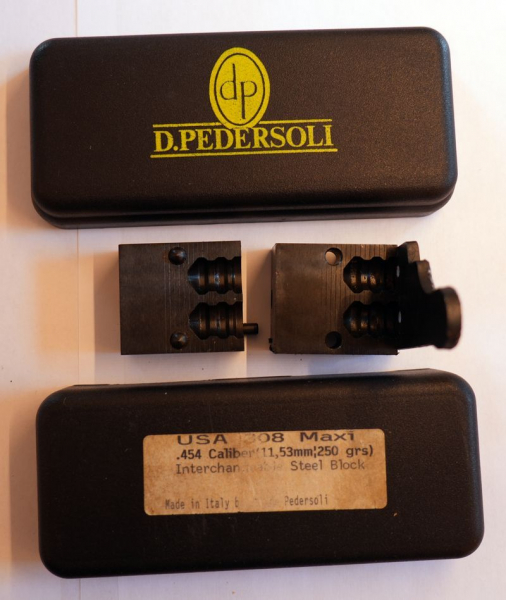 dp
D.PEDERSOLI
USA 308 Maxi
.454 Caliber(11,53mm;250 grs)
Steel Block
Made in Italy Pedersoli